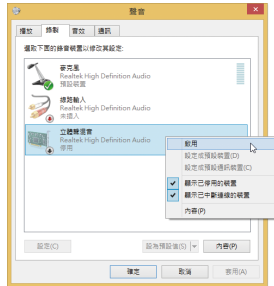 聲音
播放 錄製 音效 通訊
選取下面的錄音裝置以修改其設定:
麥克風
Realtek High Definition Audio
預設裝置
線路輸入
Realtek High Definition Audio
未插入
立體聲混音
Realtek High Definition Audio
停用
啟用
設定成預設裝置(D)
設定成預設通訊裝置(C)
顯示已停用的裝置
顯示已中斷連線的裝置
內容(P)
設定(C) 設為預設值(S) 內容(P)
確定 取消 套用(A)